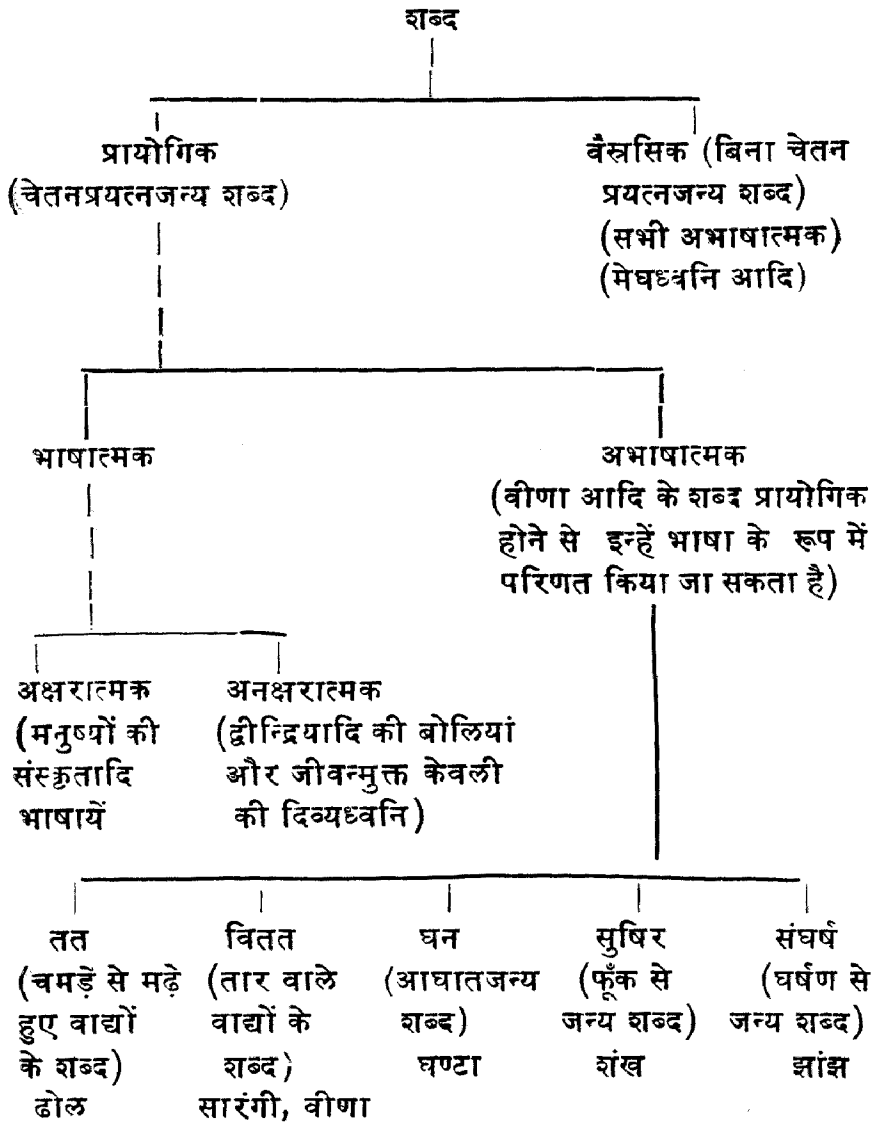 शब्द
प्रायोगिक
(चेतनप्रयत्नजन्य शब्द)
वैस्रसिक (बिना चेतन
प्रयत्नजन्य शब्द)
(सभी अभाषात्मक)
(मेघध्वनि आदि)
भाषात्मक
अभाषात्मक
(वीणा आदि के शब्द प्रायोगिक
होने से इन्हें भाषा के रूप में
परिणत किया जा सकता है)
अक्षरात्मक
(मनुष्यों की
संस्कृतादि
भाषायें
अनक्षरात्मक
(द्वीन्द्रियादि की बोलियां
और जीवन्मुक्त केवली
की दिव्यध्वनि)
तत
(चमड़ें से मढ़े
हुए वाद्यों
के शब्द)
ढोल
वितत
(तार वाले
वाद्यों के
शब्द)
सारंगी, वीणा
घन
(आघातजन्य
शब्द)
घण्टा
सुषिर
(फूँक से
जन्य शब्द)
शंख
संघर्ष
(घर्षण से
जन्य शब्द)
झांझ